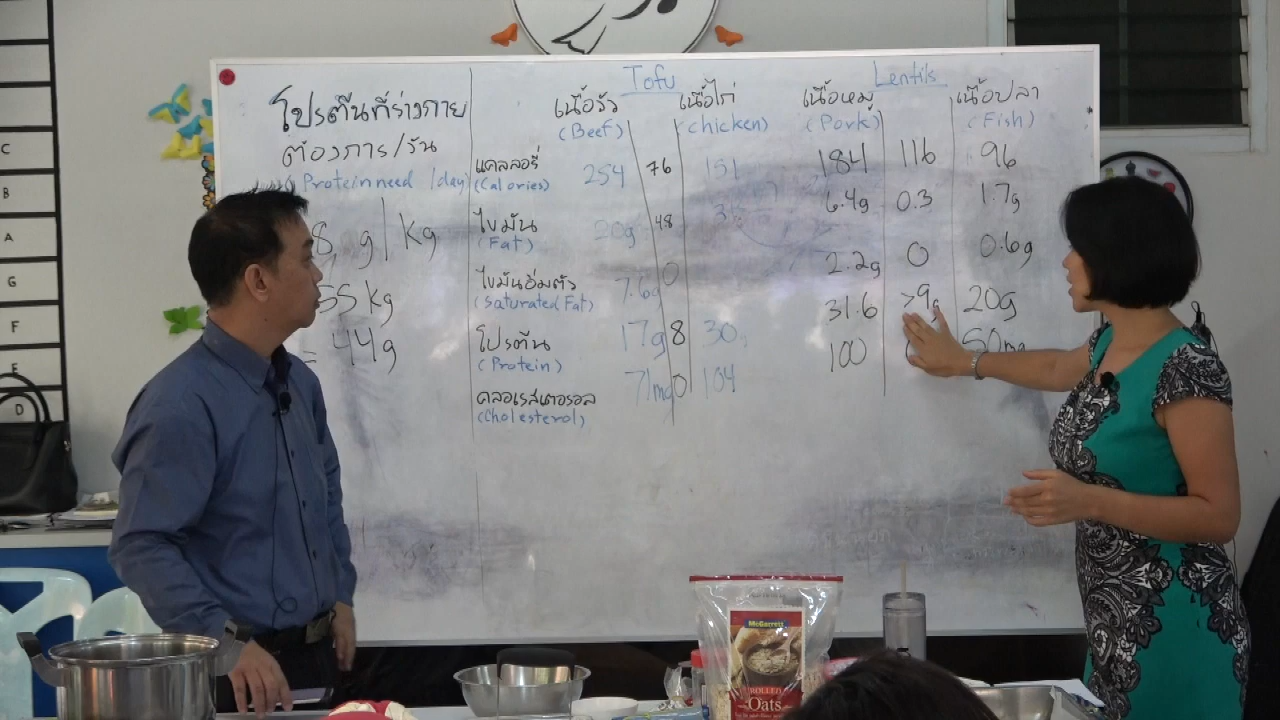 โปรตีนที่ร่างกาย
ต้องการ/วัน
Protein need /day)
8, g/Kg
55 kg
= 44g
Tofu
Lentils
เนื้อวัว
เนื้อไก่
เนื้อหมู
เนื้อปลา
(Beef)
(chicken)
(Pork)
(Fish)
แคลลอรี่
(Calories)
254
76
151
184
116
96
ไขมัน
(Fat)
20g
48
6.4g
0.3
1.7g
ไขมันอิ่มตัว
(Saturated Fat)
7.6g
0
2.2g
0
0.6g
โปรตีน
(Protein)
17g
8
30
31.6
>9g
20g
คลอเรสเตอรอล
(Cholesterol)
71mg
0
104
100
50mg
McGarrett
ROLLED
Oats
C
B
A
G
F
E
D